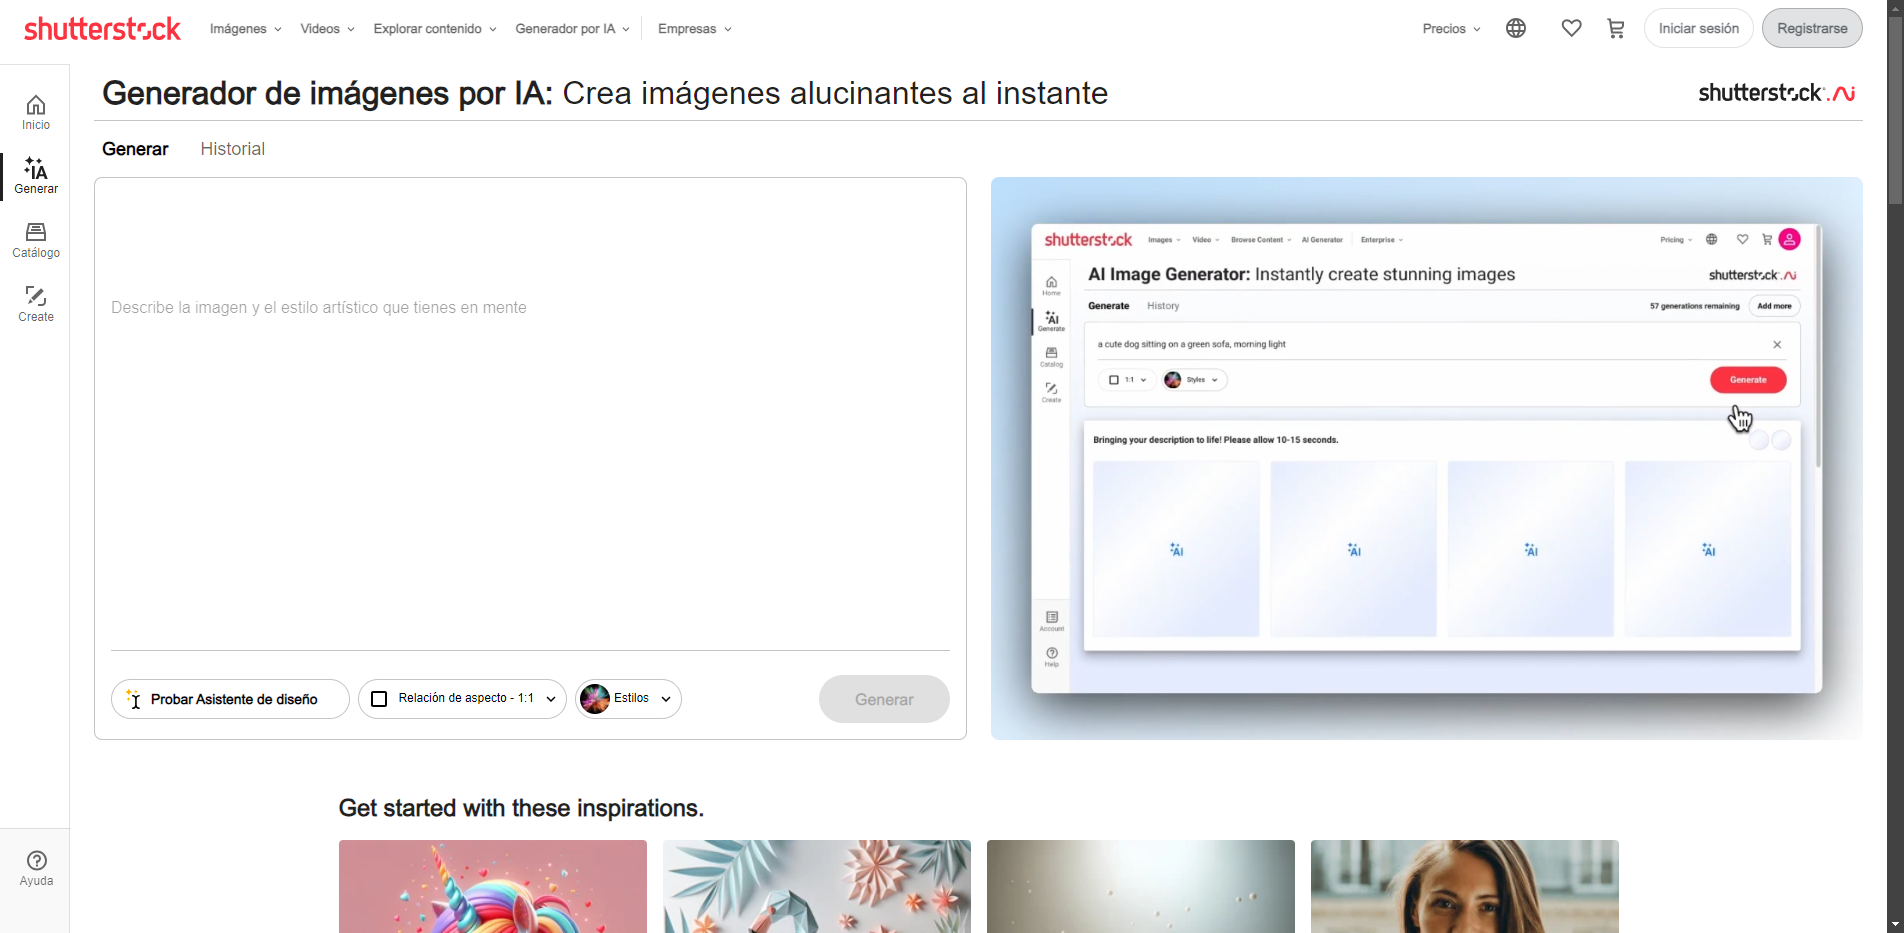 shutterstock
Imágenes
Videos
Explorar contenido
Generador por IA
Empresas
Precios
Iniciar sesión
Registrarse
Inicio
IA
Generar
Catálogo
Create
Ayuda
Generador de imágenes por IA: Crea imágenes alucinantes al instante
shutterstock.AI
Generar
Historial
Describe la imagen y el estilo artístico que tienes en mente
Probar Asistente de diseño
Relación de aspecto - 1:1
Estilos
Generar
shutterstock
Images
Video
Browse Content
AI Generator
Enterprise
Pricing
Home
AI
Generate
Catalog
Create
Account
Help
AI Image Generator: Instantly create stunning images
shutterstock.AI
Generate
History
57 generations remaining
Add more
a cute dog sitting on a green sofa, morning light
1:1
Styles
Generate
Bringing your description to life! Please allow 10-15 seconds.
AI
AI
AI
AI
Get started with these inspirations.